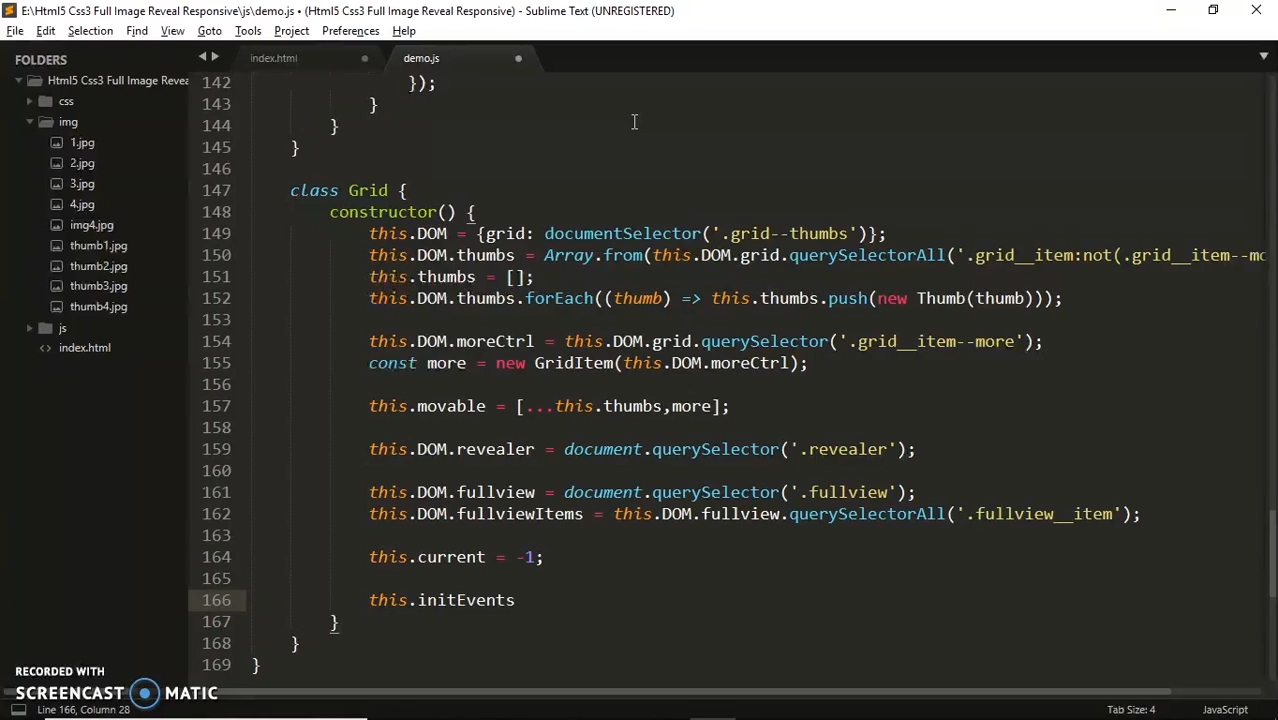 E:\Html5 Css3 Full Image Reveal Responsive\js\demo.js • (Html5 Css3 Full Image Reveal Responsive) - Sublime Text (UNREGISTERED)
File Edit Selection Find View Goto Tools Project Preferences Help
FOLDERS
Html5 Css3 Full Image Revea
css
img
1.jpg
2.jpg
3.jpg
4.jpg
img4.jpg
thumb1.jpg
thumb2.jpg
thumb3.jpg
thumb4.jpg
js
index.html
index.html demo.js
142 });
143 }
144 }
145 }
146
147 class Grid {
148 constructor() {
149 this.DOM = {grid: documentSelector('.grid--thumbs')};
150 this.DOM.thumbs = Array.from(this.DOM.grid.querySelectorAll('.grid__item:not(.grid__item--mo
151 this.thumbs = [];
152 this.DOM.thumbs.forEach((thumb) => this.thumbs.push(new Thumb(thumb)));
153
154 this.DOM.moreCtrl = this.DOM.grid.querySelector('.grid__item--more');
155 const more = new GridItem(this.DOM.moreCtrl);
156
157 this.movable = [...this.thumbs,more];
158
159 this.DOM.revealer = document.querySelector('.revealer');
160
161 this.DOM.fullview = document.querySelector('.fullview');
162 this.DOM.fullviewItems = this.DOM.fullview.querySelectorAll('.fullview__item');
163
164 this.current = -1;
165
166 this.initEvents
167 }
168 }
169 }
RECORDED WITH
SCREENCAST MATIC
Line 166, Column 28 Tab Size: 4 JavaScript